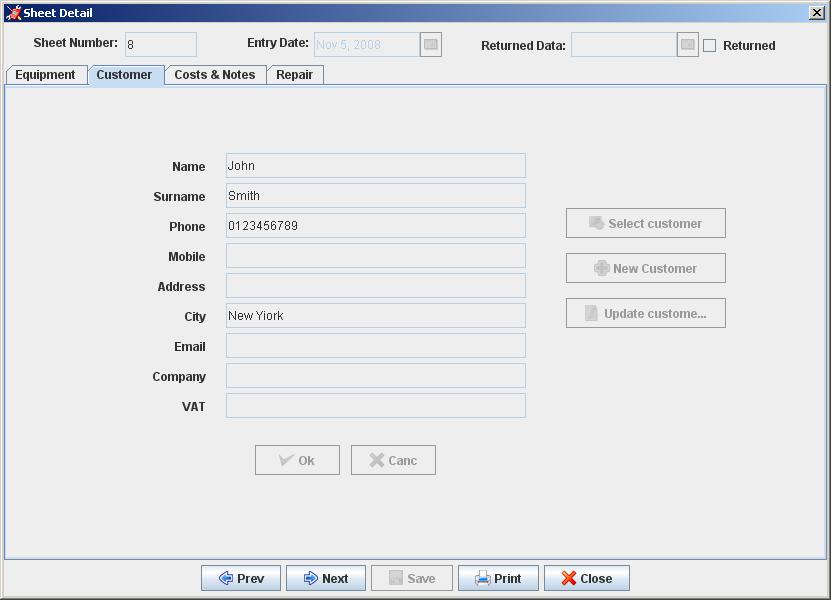 Sheet Detail
Sheet Number: 8 Entry Date: Nov 5, 2008 Returned Data: Returned
Equipment Customer Costs & Notes Repair
Name John
Surname Smith
Phone 0123456789
Select customer
Mobile
New Customer
Address
City New Yiork
Update custome...
Email
Company
VAT
Ok Canc
Prev Next Save Print Close